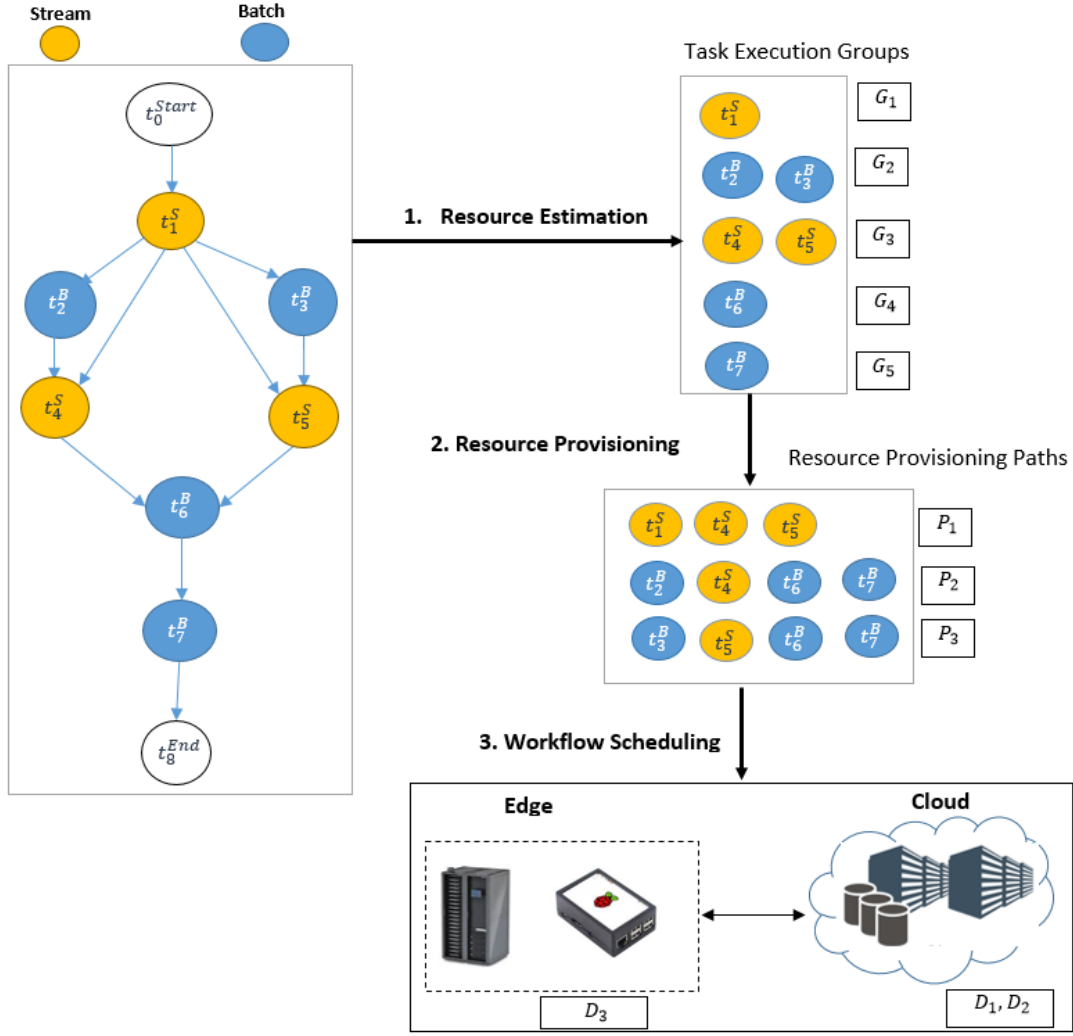 Stream
Batch
t_0^{Start}
t_1^S
t_2^B
t_3^B
t_4^S
t_5^S
t_6^B
t_7^B
t_8^{End}
1. Resource Estimation
Task Execution Groups
t_1^S G_1
t_2^B t_3^B G_2
t_4^S t_5^S G_3
t_6^B G_4
t_7^B G_5
2. Resource Provisioning
Resource Provisioning Paths
t_1^S t_4^S t_5^S P_1
t_2^B t_4^S t_6^B t_7^B P_2
t_3^B t_5^S t_6^B t_7^B P_3
3. Workflow Scheduling
Edge
Cloud
D_3
D_1, D_2